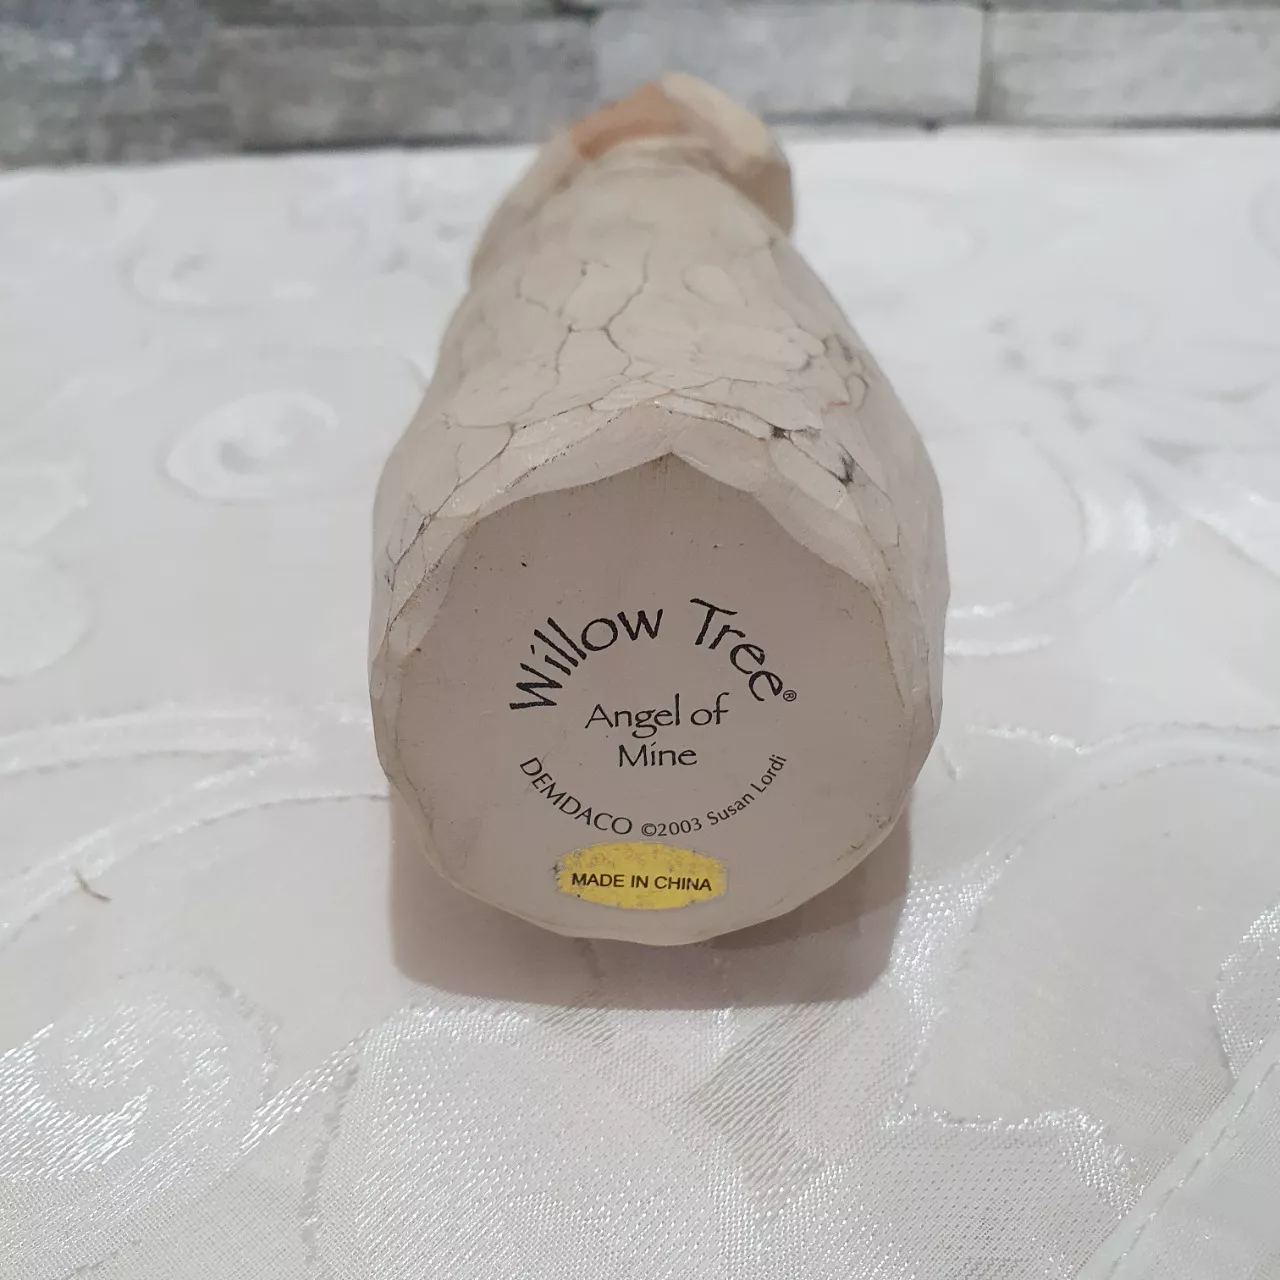 Willow Tree®
Angel of
Mine
DEMDACO ©2003 Susan Lordi
MADE IN CHINA